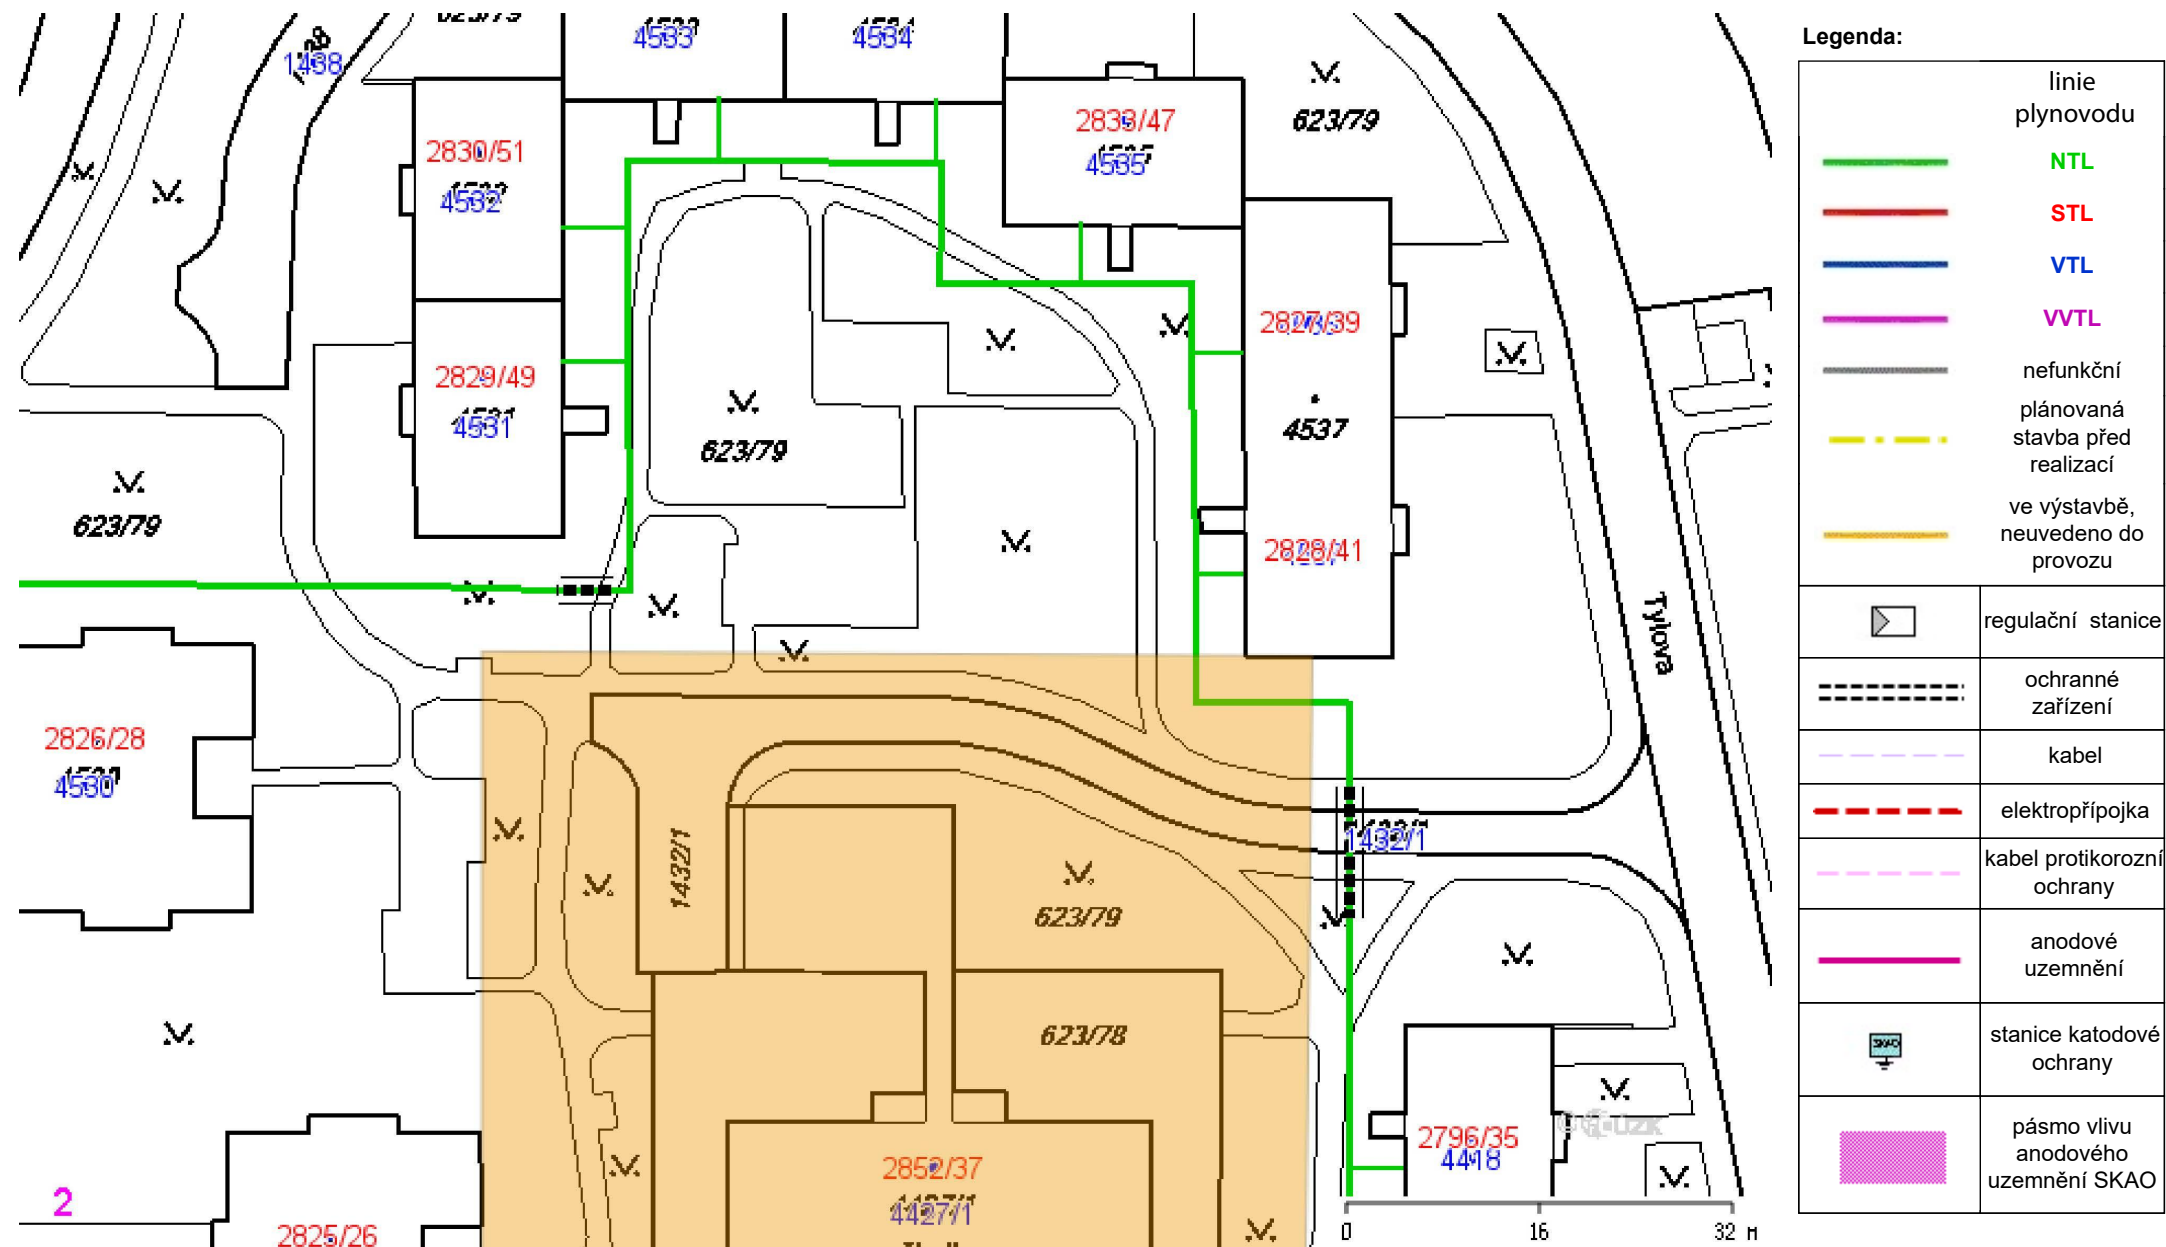 623/79
4533
4534
1438
2830/51
4532
2833/47
4535
623/79
2829/49
4531
2827/39
4537
2828/41
623/79
623/79
Tylova
2826/28
4530
1432/1
1432/1
623/79
623/78
2852/37
4427/1
2796/35
4418
2
2825/26
0 16 32 M
Legenda:
linie
plynovodu
NTL
STL
VTL
VVTL
nefunkční
plánovaná
stavba před
realizací
ve výstavbě,
neuvedeno do
provozu
regulační stanice
ochranné
zařízení
kabel
elektropřípojka
kabel protikorozní
ochrany
anodové
uzemnění
SKAO
stanice katodové
ochrany
pásmo vlivu
anodového
uzemnění SKAO